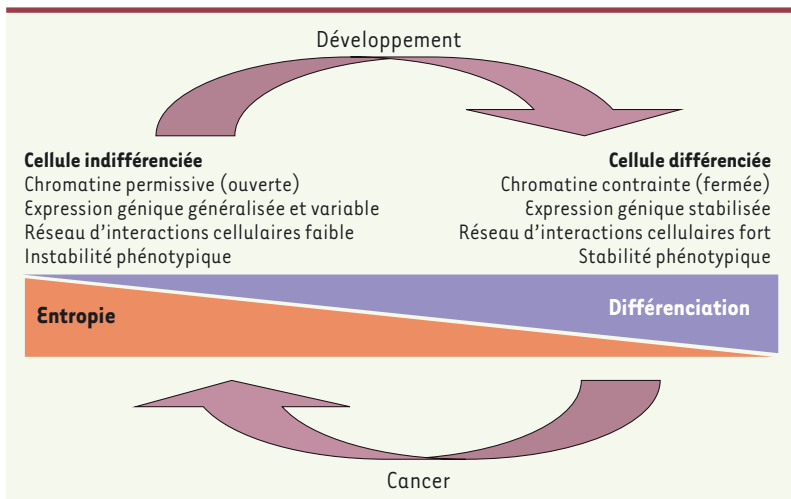 Développement
Cellule indifférenciée
Chromatine permissive (ouverte)
Expression génique généralisée et variable
Réseau d'interactions cellulaires faible
Instabilité phénotypique
Cellule différenciée
Chromatine contrainte (fermée)
Expression génique stabilisée
Réseau d'interactions cellulaires fort
Stabilité phénotypique
Entropie
Différenciation
Cancer